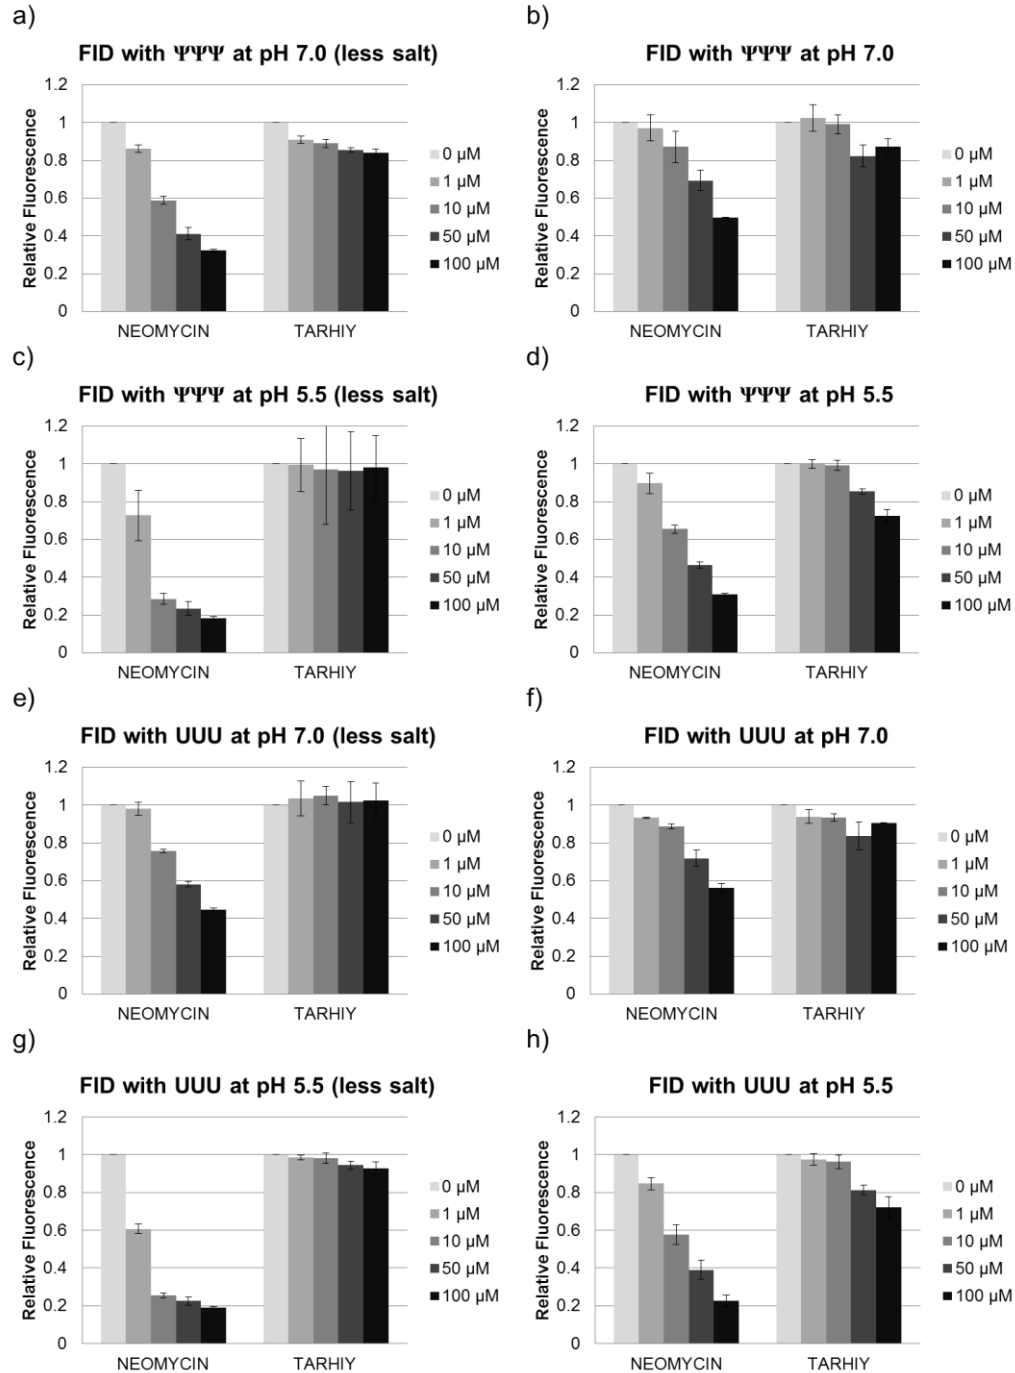 a)
FID with ΨΨΨ at pH 7.0 (less salt)
Relative Fluorescence
1.2
1
0.8
0.6
0.4
0.2
0
NEOMYCIN TARHIY
0 µM
1 µM
10 µM
50 µM
100 µM
b)
FID with ΨΨΨ at pH 7.0
Relative Fluorescence
1.2
1
0.8
0.6
0.4
0.2
0
NEOMYCIN TARHIY
0 µM
1 µM
10 µM
50 µM
100 µM
c)
FID with ΨΨΨ at pH 5.5 (less salt)
Relative Fluorescence
1.2
1
0.8
0.6
0.4
0.2
0
NEOMYCIN TARHIY
0 µM
1 µM
10 µM
50 µM
100 µM
d)
FID with ΨΨΨ at pH 5.5
Relative Fluorescence
1.2
1
0.8
0.6
0.4
0.2
0
NEOMYCIN TARHIY
0 µM
1 µM
10 µM
50 µM
100 µM
e)
FID with UUU at pH 7.0 (less salt)
Relative Fluorescence
1.2
1
0.8
0.6
0.4
0.2
0
NEOMYCIN TARHIY
0 µM
1 µM
10 µM
50 µM
100 µM
f)
FID with UUU at pH 7.0
Relative Fluorescence
1.2
1
0.8
0.6
0.4
0.2
0
NEOMYCIN TARHIY
0 µM
1 µM
10 µM
50 µM
100 µM
g)
FID with UUU at pH 5.5 (less salt)
Relative Fluorescence
1.2
1
0.8
0.6
0.4
0.2
0
NEOMYCIN TARHIY
0 µM
1 µM
10 µM
50 µM
100 µM
h)
FID with UUU at pH 5.5
Relative Fluorescence
1.2
1
0.8
0.6
0.4
0.2
0
NEOMYCIN TARHIY
0 µM
1 µM
10 µM
50 µM
100 µM